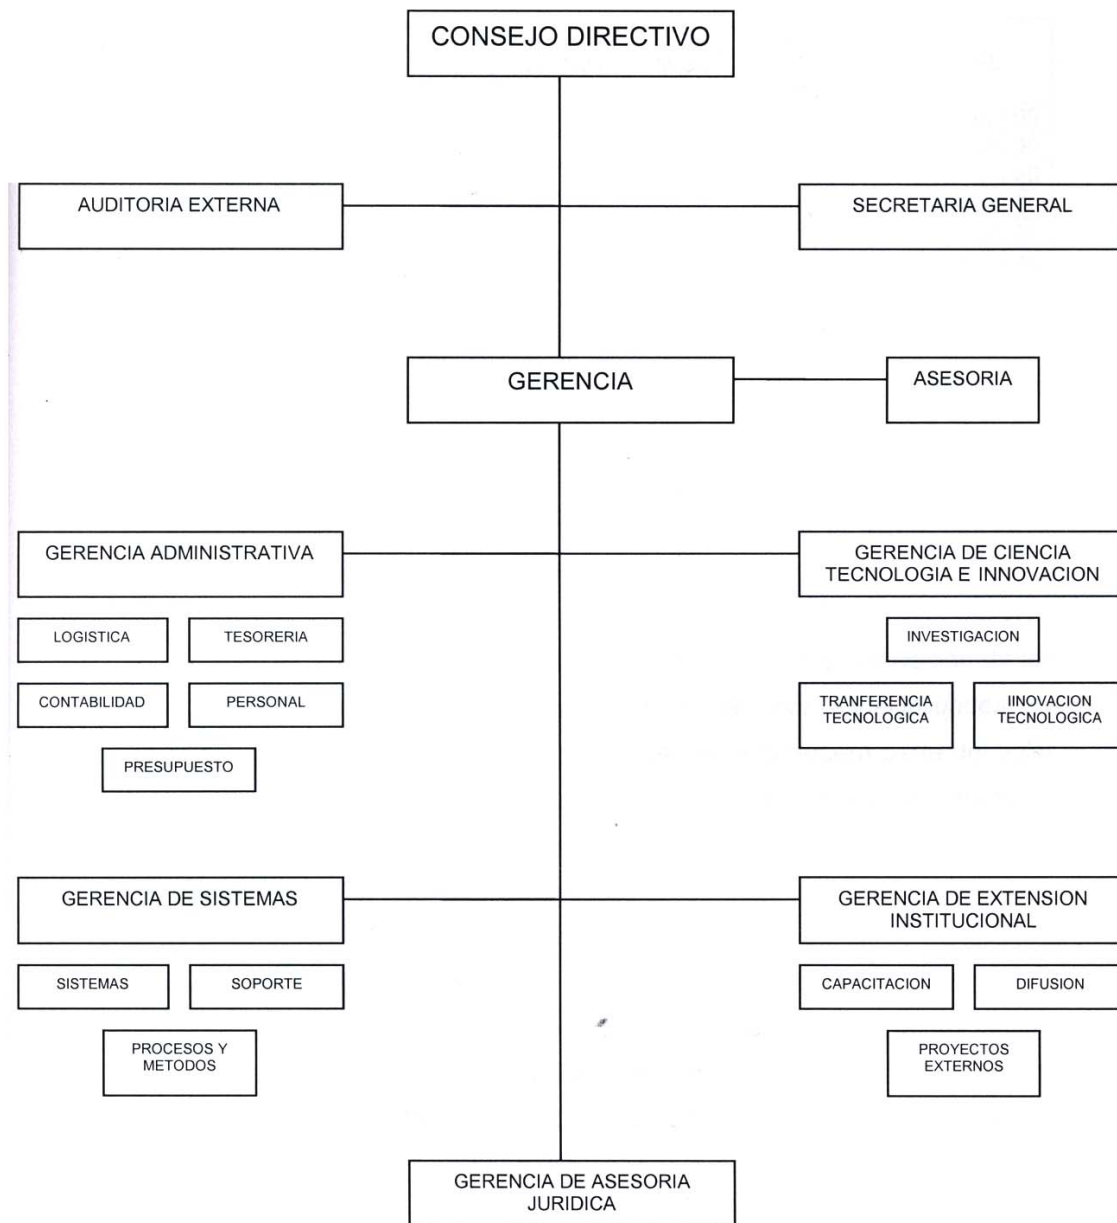 CONSEJO DIRECTIVO
AUDITORIA EXTERNA
SECRETARIA GENERAL
GERENCIA
ASESORIA
GERENCIA ADMINISTRATIVA
GERENCIA DE CIENCIA
TECNOLOGIA E INNOVACION
LOGISTICA
TESORERIA
INVESTIGACION
CONTABILIDAD
PERSONAL
TRANFERENCIA
TECNOLOGICA
IINOVACION
TECNOLOGICA
PRESUPUESTO
GERENCIA DE SISTEMAS
GERENCIA DE EXTENSION
INSTITUCIONAL
SISTEMAS
SOPORTE
CAPACITACION
DIFUSION
PROCESOS Y
METODOS
PROYECTOS
EXTERNOS
GERENCIA DE ASESORIA
JURIDICA